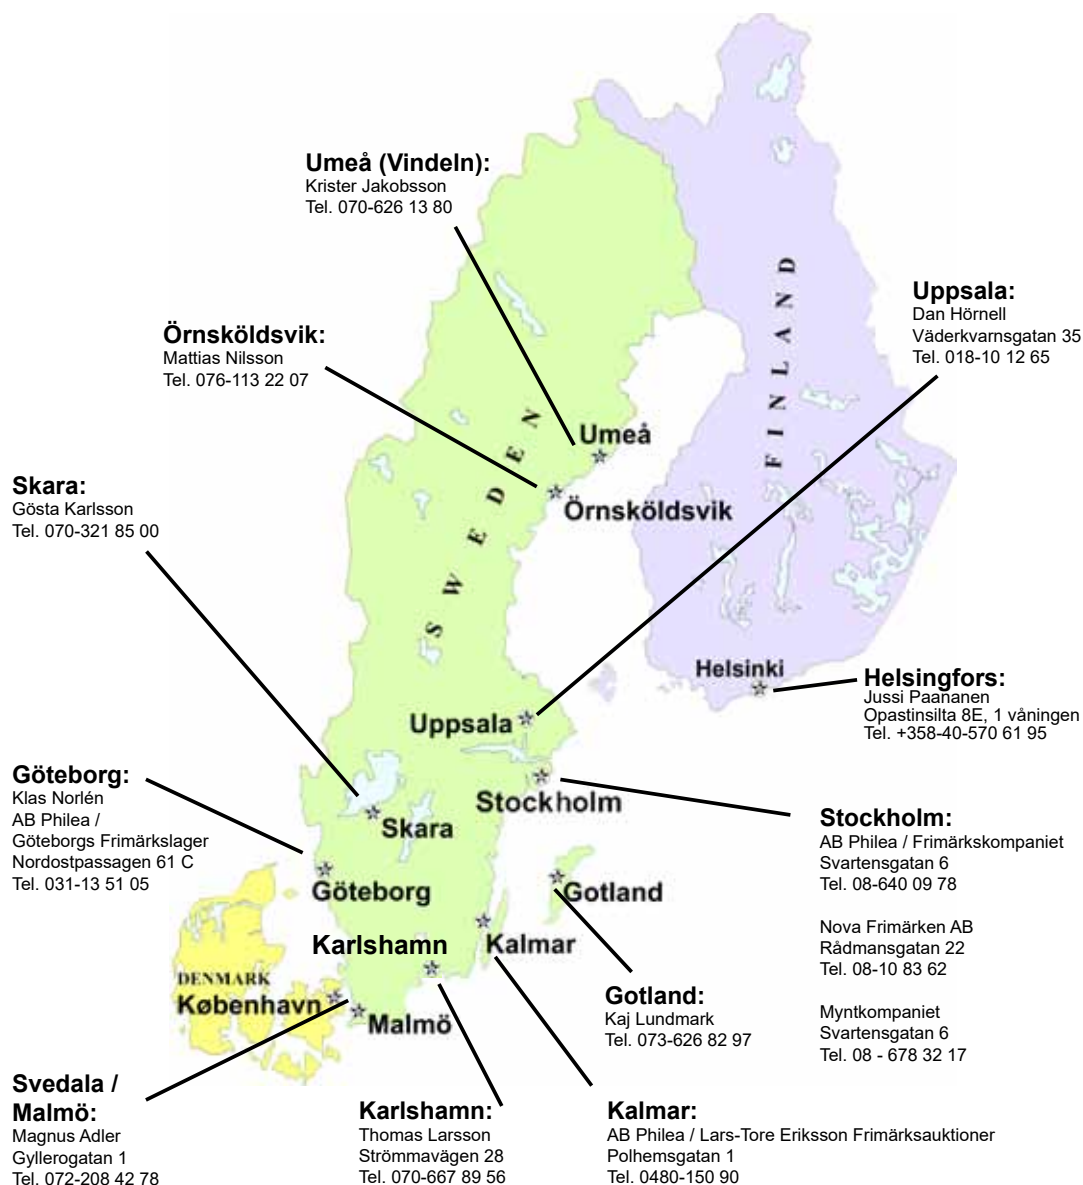 Umeå (Vindeln):
Krister Jakobsson
Tel. 070-626 13 80
Uppsala:
Dan Hörnell
Väderkvarnsgatan 35
Tel. 018-10 12 65
Örnsköldsvik:
Mattias Nilsson
Tel. 076-113 22 07
FINLAND
SWEDEN
Umeå
Örnsköldsvik
Skara:
Gösta Karlsson
Tel. 070-321 85 00
Helsinki
Helsingfors:
Jussi Paananen
Opastinsilta 8E, 1 våningen
Tel. +358-40-570 61 95
Uppsala
Stockholm
Skara
Göteborg:
Klas Norlén
AB Philea /
Göteborgs Frimärkslager
Nordostpassagen 61 C
Tel. 031-13 51 05
Stockholm:
AB Philea / Frimärkskompaniet
Svartensgatan 6
Tel. 08-640 09 78
Nova Frimärken AB
Rådmansgatan 22
Tel. 08-10 83 62
Myntkompaniet
Svartensgatan 6
Tel. 08 - 678 32 17
Göteborg
Gotland
Karlshamn
Kalmar
DENMARK
København
Malmö
Gotland:
Kaj Lundmark
Tel. 073-626 82 97
Svedala /
Malmö:
Magnus Adler
Gyllerogatan 1
Tel. 072-208 42 78
Karlshamn:
Thomas Larsson
Strömmavägen 28
Tel. 070-667 89 56
Kalmar:
AB Philea / Lars-Tore Eriksson Frimärksauktioner
Polhemsgatan 1
Tel. 0480-150 90